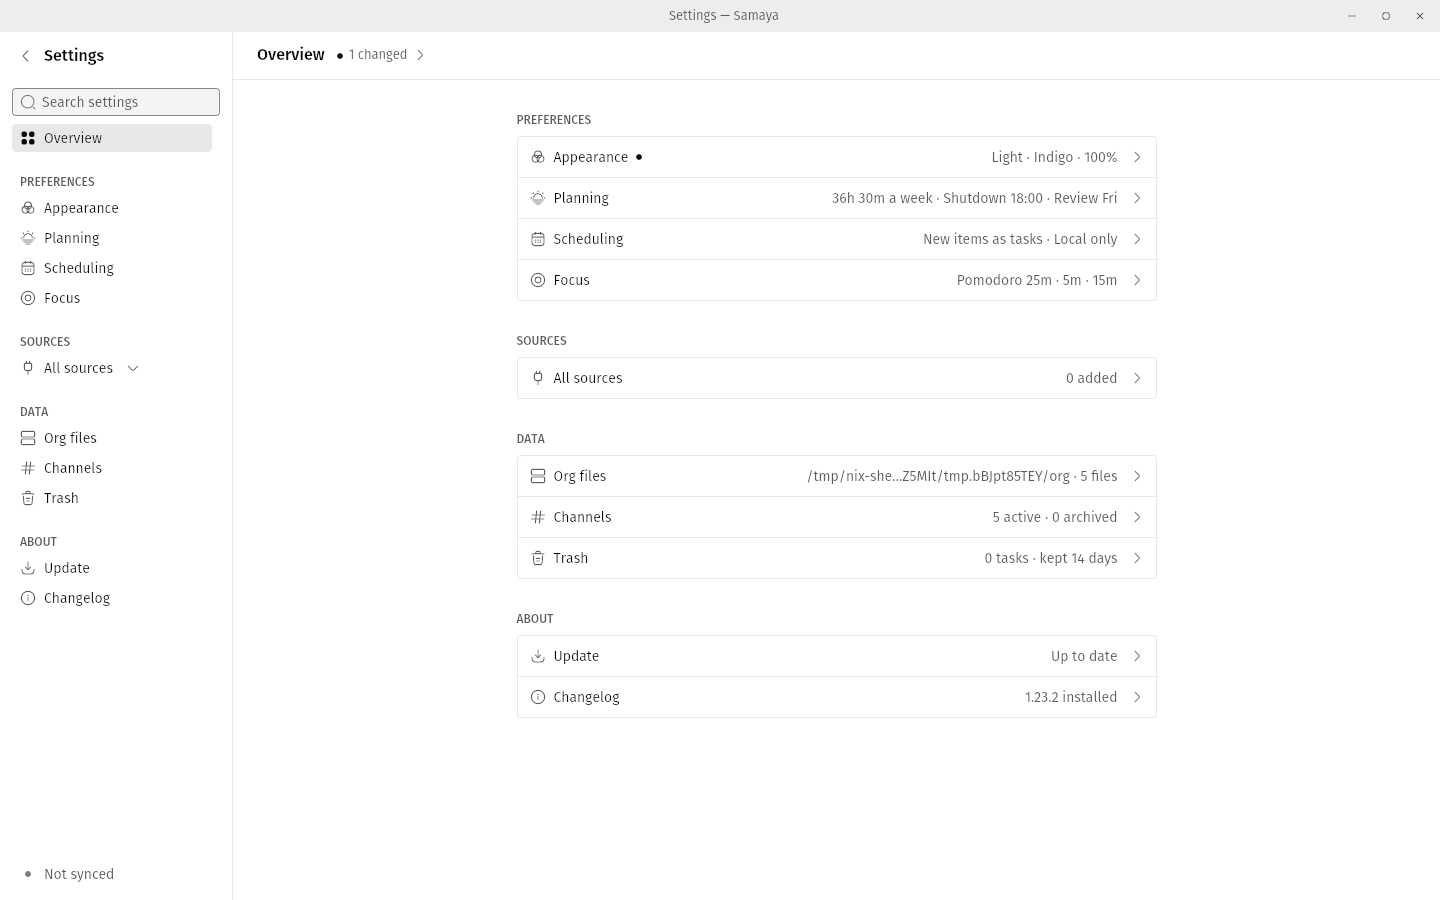 Settings — Samaya
Settings
Search settings
Overview
PREFERENCES
Appearance
Planning
Scheduling
Focus
SOURCES
All sources
DATA
Org files
Channels
Trash
ABOUT
Update
Changelog
Not synced
Overview • 1 changed
PREFERENCES
Appearance • Light · Indigo · 100%
Planning 36h 30m a week · Shutdown 18:00 · Review Fri
Scheduling New items as tasks · Local only
Focus Pomodoro 25m · 5m · 15m
SOURCES
All sources 0 added
DATA
Org files /tmp/nix-she…Z5MIt/tmp.bBJpt85TEY/org · 5 files
Channels 5 active · 0 archived
Trash 0 tasks · kept 14 days
ABOUT
Update Up to date
Changelog 1.23.2 installed